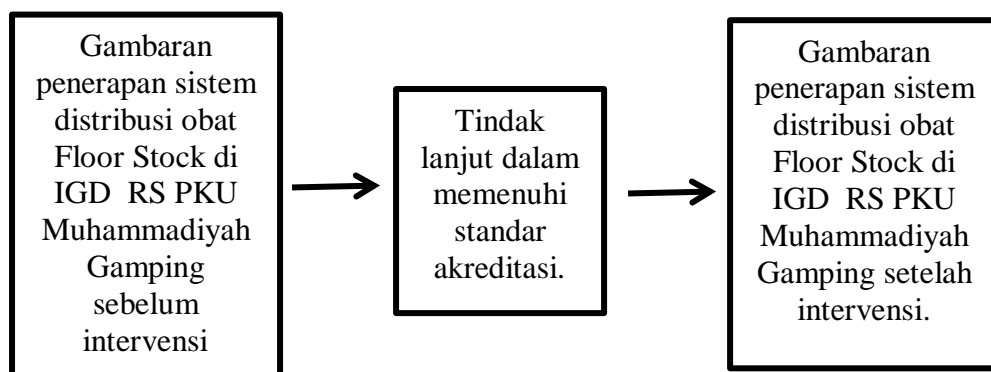 Gambaran
penerapan sistem
distribusi obat
Floor Stock di
IGD  RS PKU
Muhammadiyah
Gamping
sebelum
intervensi
Tindak
lanjut dalam
memenuhi
standar
akreditasi.
Gambaran
penerapan sistem
distribusi obat
Floor Stock di
IGD  RS PKU
Muhammadiyah
Gamping setelah
intervensi.